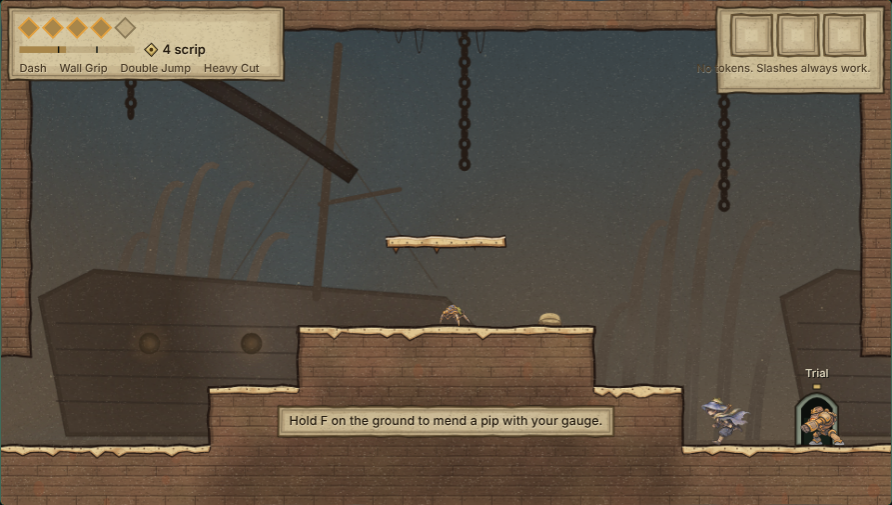 4 scrip
Dash Wall Grip Double Jump Heavy Cut
No tokens. Slashes always work.
Trial
Hold F on the ground to mend a pip with your gauge.